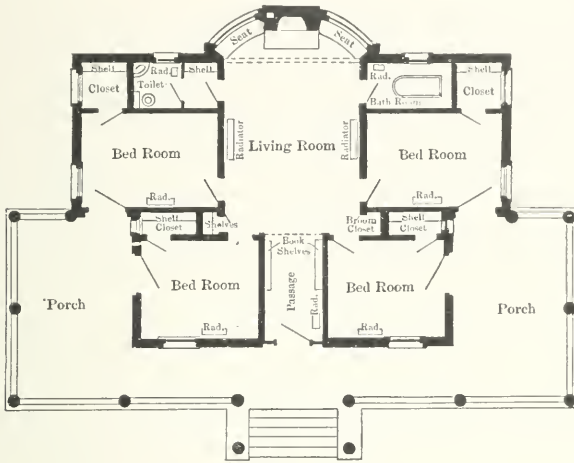 Seat
Seat
Shelf
Closet
Rad.
Toilet
Shelf
Rad.
Bath Room
Shelf
Closet
Bed Room
Radiator
Living Room
Radiator
Bed Room
Rad.
Rad.
Shelf
Closet
Shelves
Broom
Closet
Shelf
Closet
Book
Shelves
Bed Room
Passage
Rad.
Bed Room
Porch
Porch
Rad.
Rad.